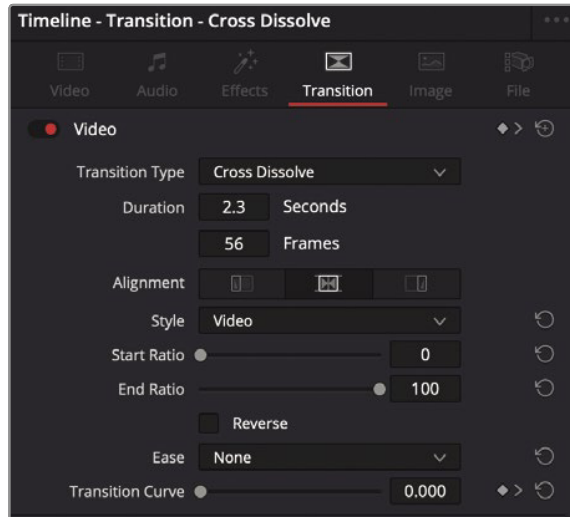 Timeline - Transition - Cross Dissolve
Video Audio Effects Transition Image File
Video
Transition Type Cross Dissolve
Duration 2.3 Seconds
56 Frames
Alignment
Style Video
Start Ratio 0
End Ratio 100
Reverse
Ease None
Transition Curve 0.000